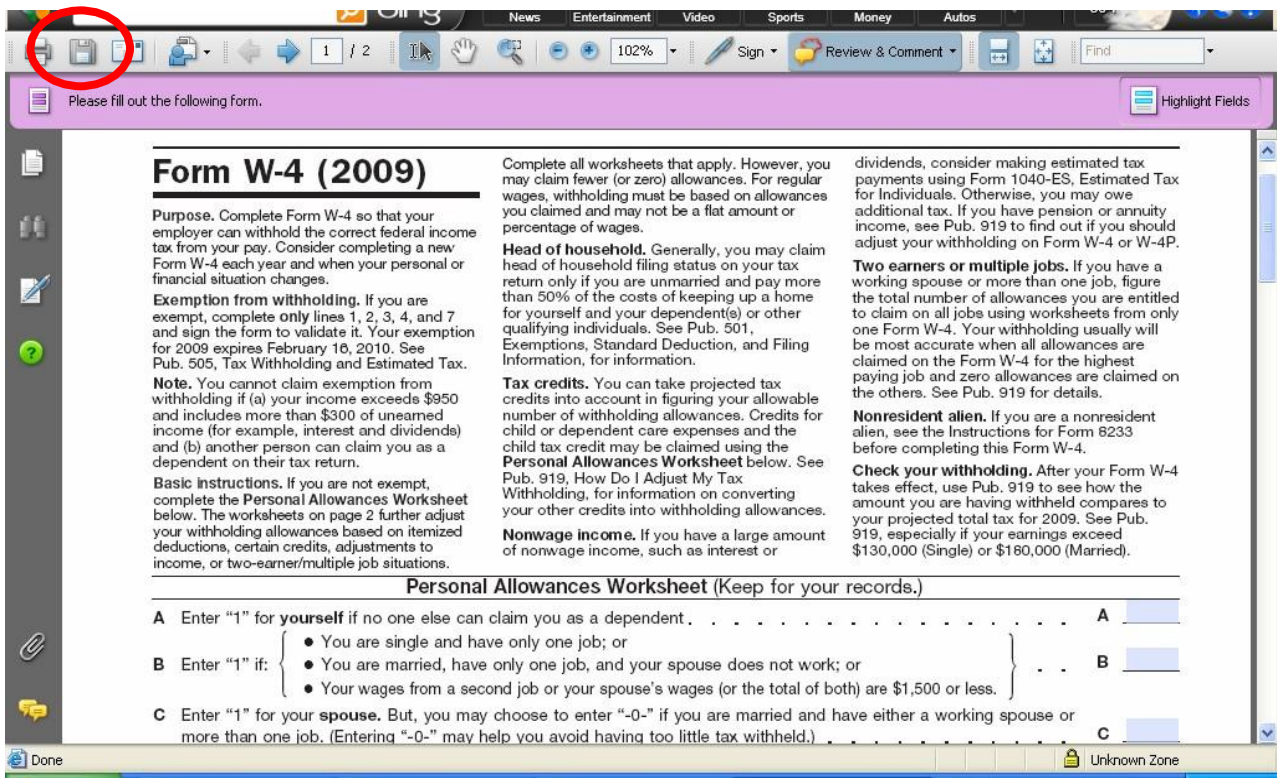 bing
News Entertainment Video Sports Money Autos
1 / 2 102% Sign Review & Comment Find
Please fill out the following form.
Highlight Fields
Form W-4 (2009)
Purpose. Complete Form W-4 so that your
employer can withhold the correct federal income
tax from your pay. Consider completing a new
Form W-4 each year and when your personal or
financial situation changes.
Exemption from withholding. If you are
exempt, complete only lines 1, 2, 3, 4, and 7
and sign the form to validate it. Your exemption
for 2009 expires February 16, 2010. See
Pub. 505, Tax Withholding and Estimated Tax.
Note. You cannot claim exemption from
withholding if (a) your income exceeds $950
and includes more than $300 of unearned
income (for example, interest and dividends)
and (b) another person can claim you as a
dependent on their tax return.
Basic instructions. If you are not exempt,
complete the Personal Allowances Worksheet
below. The worksheets on page 2 further adjust
your withholding allowances based on itemized
deductions, certain credits, adjustments to
income, or two-earner/multiple job situations.
Complete all worksheets that apply. However, you
may claim fewer (or zero) allowances. For regular
wages, withholding must be based on allowances
you claimed and may not be a flat amount or
percentage of wages.
Head of household. Generally, you may claim
head of household filing status on your tax
return only if you are unmarried and pay more
than 50% of the costs of keeping up a home
for yourself and your dependent(s) or other
qualifying individuals. See Pub. 501,
Exemptions, Standard Deduction, and Filing
Information, for information.
Tax credits. You can take projected tax
credits into account in figuring your allowable
number of withholding allowances. Credits for
child or dependent care expenses and the
child tax credit may be claimed using the
Personal Allowances Worksheet below. See
Pub. 919, How Do I Adjust My Tax
Withholding, for information on converting
your other credits into withholding allowances.
Nonwage income. If you have a large amount
of nonwage income, such as interest or
dividends, consider making estimated tax
payments using Form 1040-ES, Estimated Tax
for Individuals. Otherwise, you may owe
additional tax. If you have pension or annuity
income, see Pub. 919 to find out if you should
adjust your withholding on Form W-4 or W-4P.
Two earners or multiple jobs. If you have a
working spouse or more than one job, figure
the total number of allowances you are entitled
to claim on all jobs using worksheets from only
one Form W-4. Your withholding usually will
be most accurate when all allowances are
claimed on the Form W-4 for the highest
paying job and zero allowances are claimed on
the others. See Pub. 919 for details.
Nonresident alien. If you are a nonresident
alien, see the Instructions for Form 8233
before completing this Form W-4.
Check your withholding. After your Form W-4
takes effect, use Pub. 919 to see how the
amount you are having withheld compares to
your projected total tax for 2009. See Pub.
919, especially if your earnings exceed
$130,000 (Single) or $180,000 (Married).
Personal Allowances Worksheet (Keep for your records.)
A Enter “1” for yourself if no one else can claim you as a dependent . . . . . . . . . . . . . . . A
• You are single and have only one job; or
B Enter “1” if: • You are married, have only one job, and your spouse does not work; or . . B
• Your wages from a second job or your spouse’s wages (or the total of both) are $1,500 or less.
C Enter “1” for your spouse. But, you may choose to enter “-0-” if you are married and have either a working spouse or
more than one job. (Entering “-0-” may help you avoid having too little tax withheld.) . . . . . . . . . . C
Done Unknown Zone